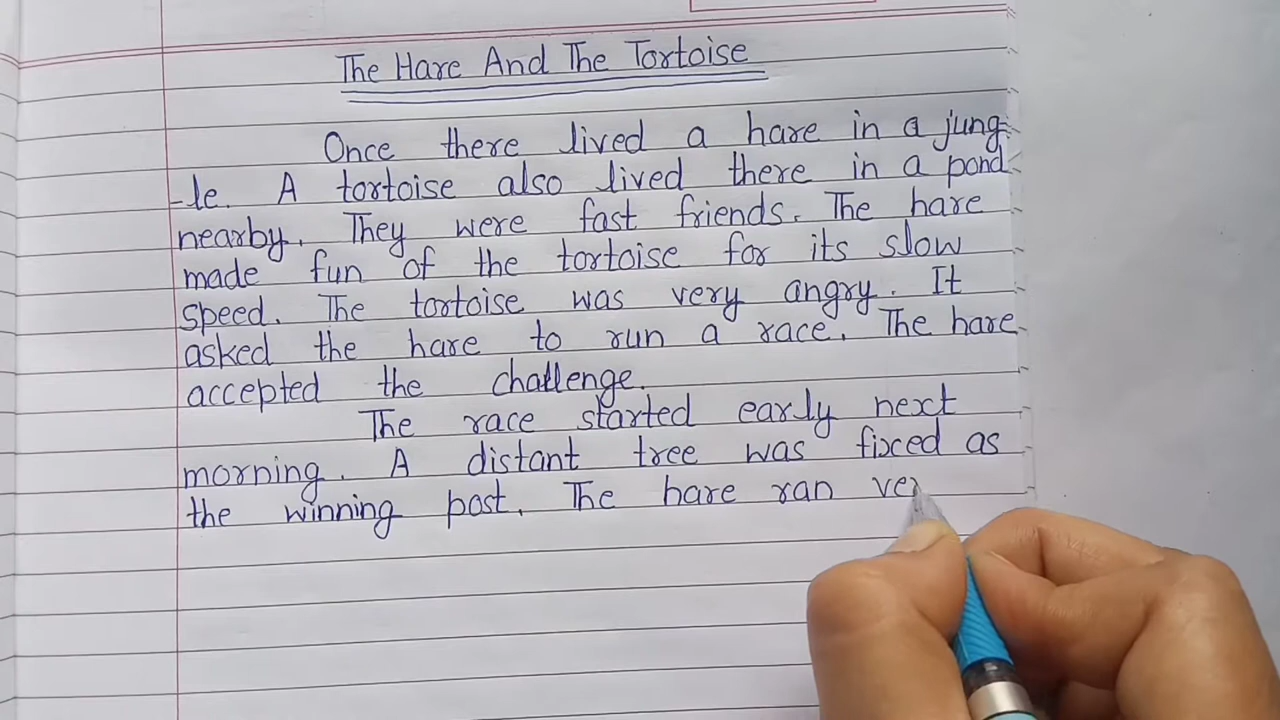 The Hare And The Tortoise
Once there lived a hare in a jung
-le. A tortoise also lived there in a pond
nearby. They were fast friends. The hare
made fun of the tortoise for its slow
speed. The tortoise was very angry. It
asked the hare to run a race. The hare
accepted the challenge.
The race started early next
morning. A distant tree was fixed as
the winning post. The hare ran ver